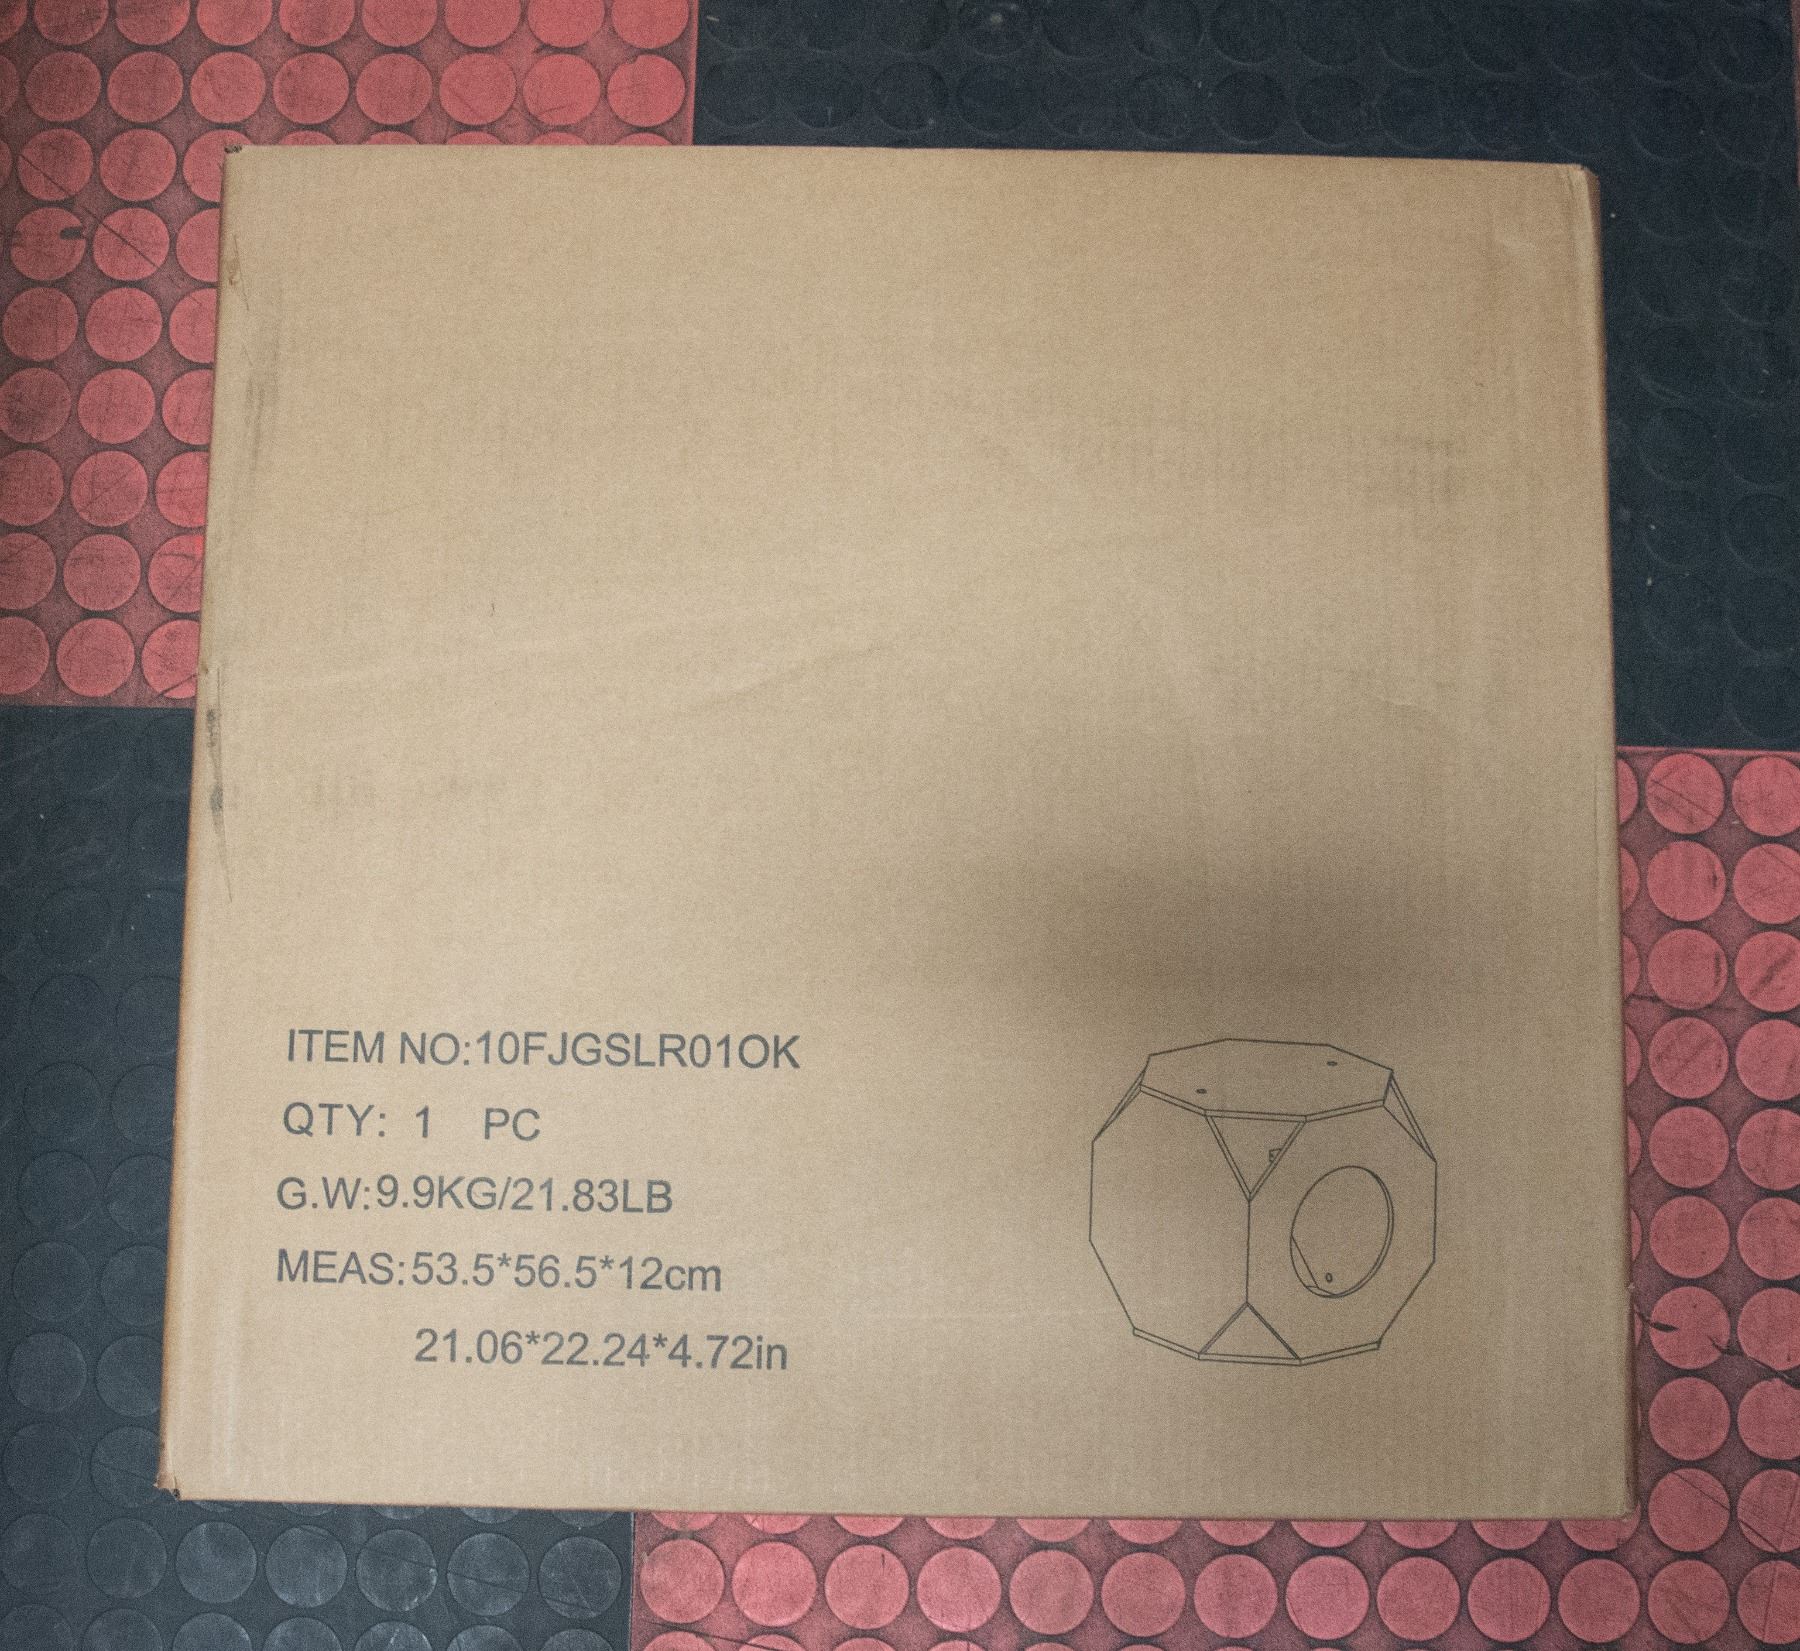 ITEM NO:10FJGSLR01OK
QTY: 1 PC
G.W:9.9KG/21.83LB
MEAS:53.5*56.5*12cm
21.06*22.24*4.72in